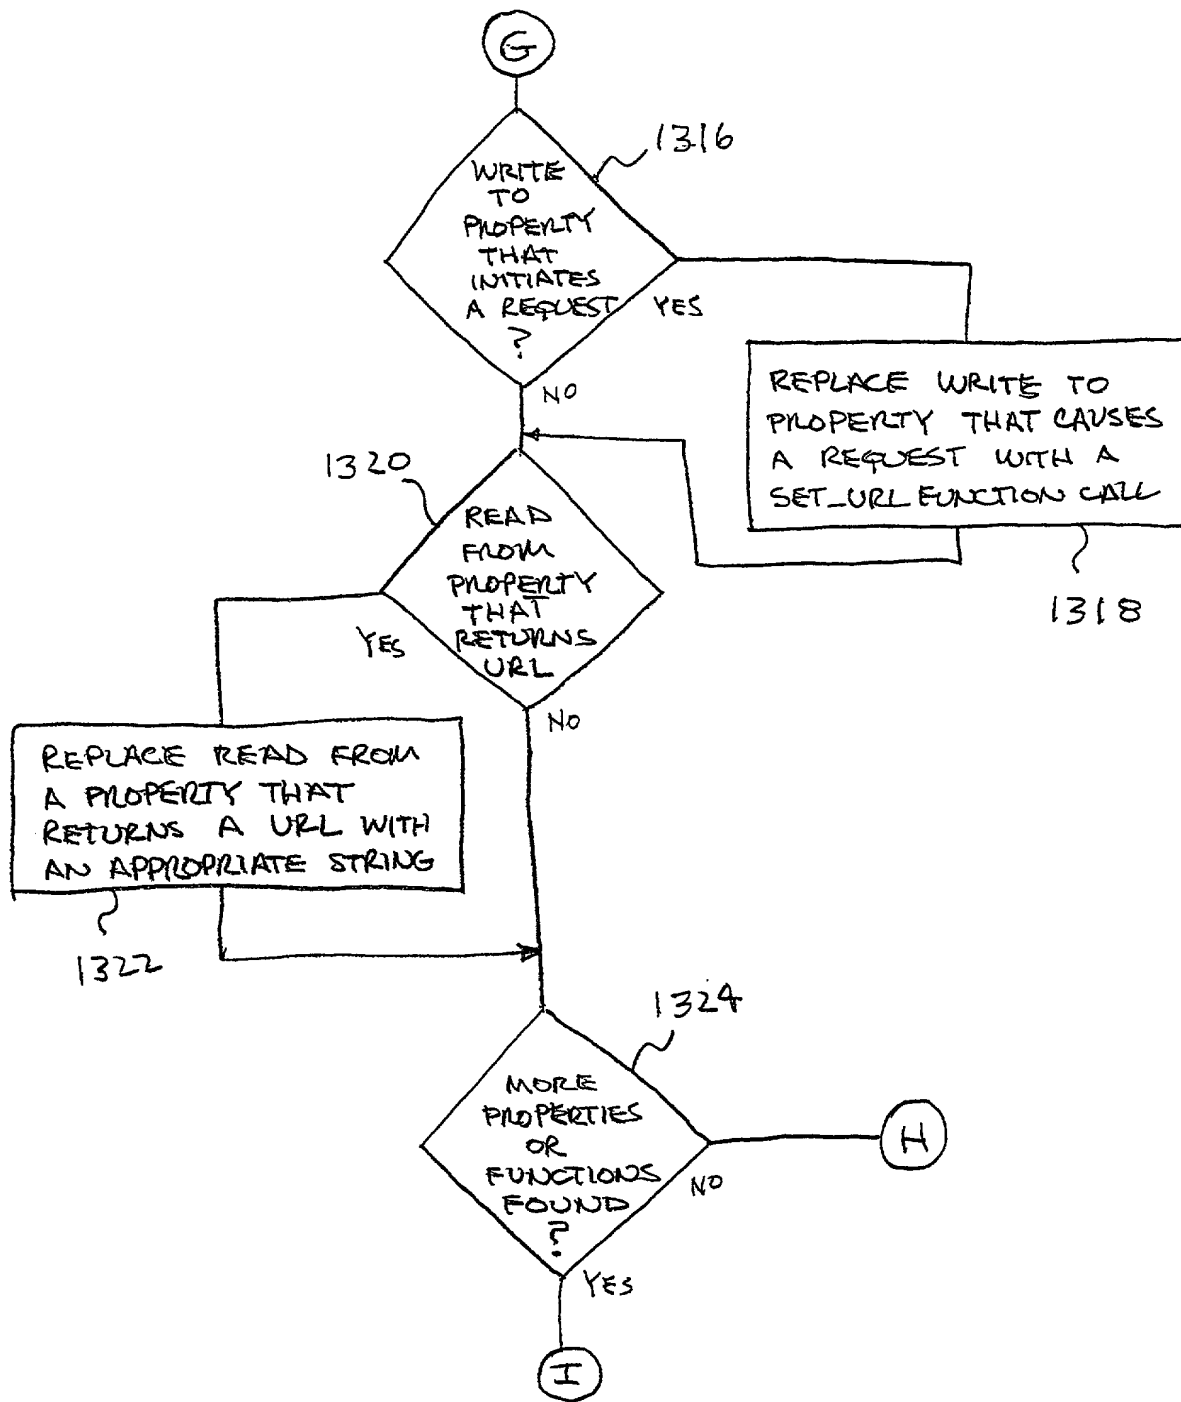 G
1316
WRITE
TO
PROPERTY
THAT
INITIATES
A REQUEST
?
YES
NO
REPLACE WRITE TO
PROPERTY THAT CAUSES
A REQUEST WITH A
SET_URL FUNCTION CALL
1318
1320
READ
FROM
PROPERTY
THAT
RETURNS
URL
YES
NO
REPLACE READ FROM
A PROPERTY THAT
RETURNS A URL WITH
AN APPROPRIATE STRING
1322
1324
MORE
PROPERTIES
OR
FUNCTIONS
FOUND
?
NO
H
YES
I